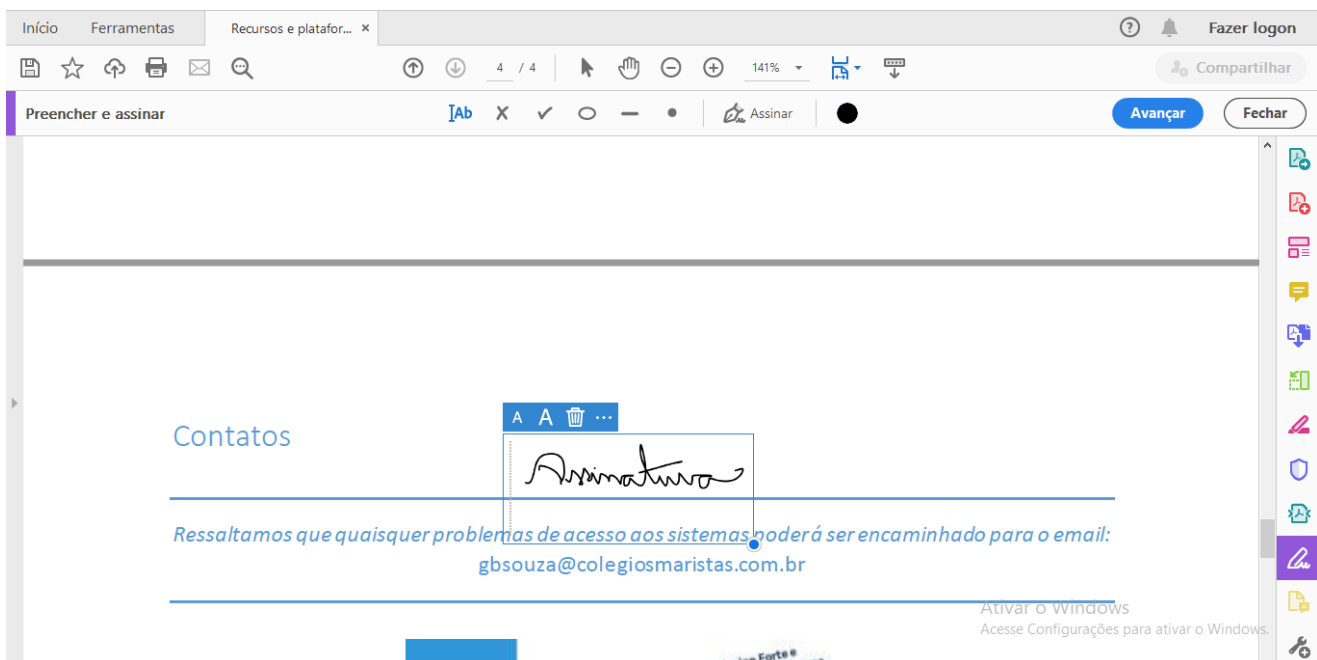 Início Ferramentas Recursos e platafor... × ? Fazer logon
4 / 4 141% Compartilhar
Preencher e assinar Ab Assinar Avançar Fechar
A A ...
Contatos
Assinatura
Ressaltamos que quaisquer problemas de acesso aos sistemas poderá ser encaminhado para o email:
gbsouza@colegiosmaristas.com.br
Ativar o Windows
Acesse Configurações para ativar o Windows.
Forte e